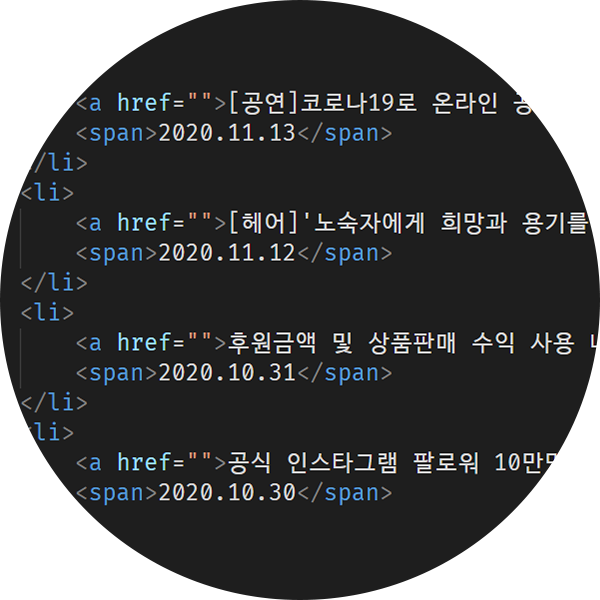 <a href="">[공연]코로나19로 온라인
<span>2020.11.13</span>
</li>
<li>
<a href="">[헤어]'노숙자에게 희망과 용기를
<span>2020.11.12</span>
</li>
<li>
<a href="">후원금액 및 상품판매 수익 사용
<span>2020.10.31</span>
</li>
<li>
<a href="">공식 인스타그램 팔로워 10만
<span>2020.10.30</span>